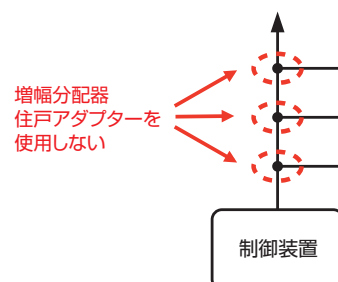 増幅分配器
住戸アダプターを
使用しない
制御装置